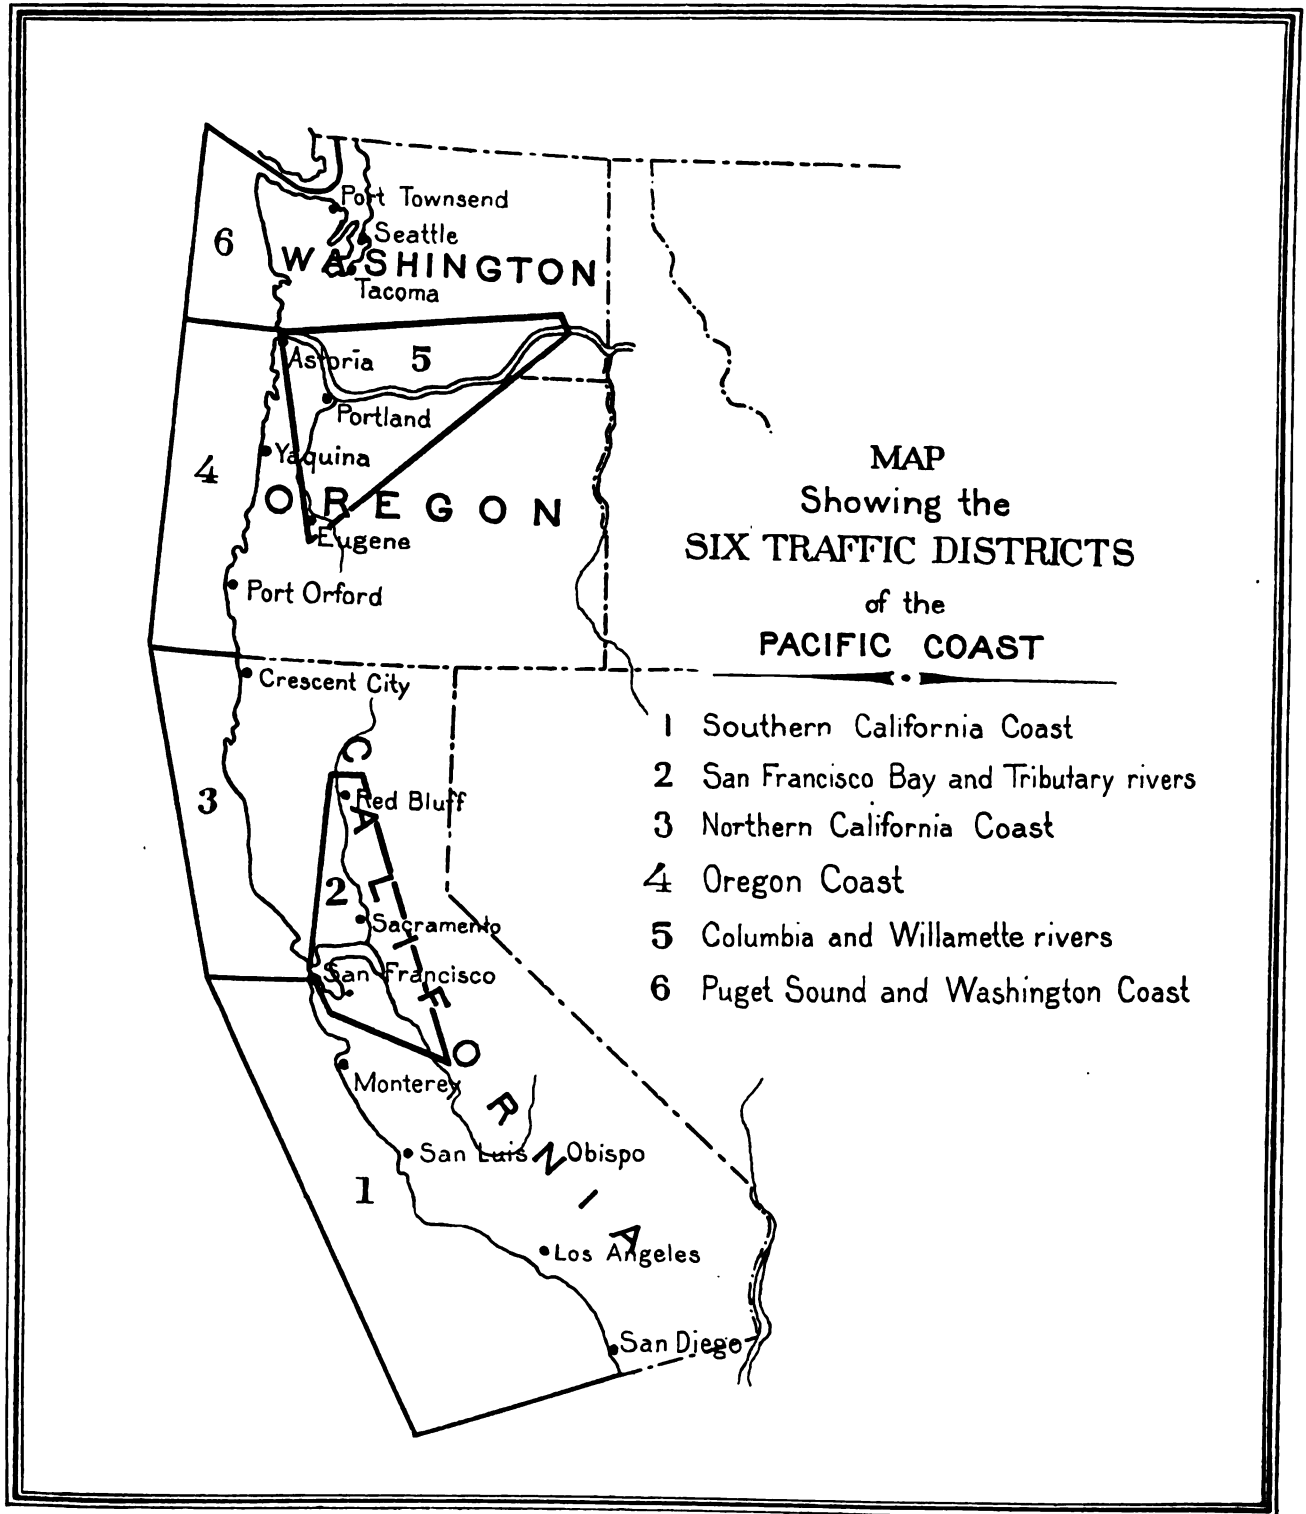 Port Townsend
6
Seattle
WASHINGTON
Tacoma
Astoria
5
Portland
Yaquina
4
OREGON
Eugene
Port Orford
Crescent City
3
Red Bluff
2
Sacramento
San Francisco
CALIFORNIA
Monterey
San Luis Obispo
1
Los Angeles
San Diego
MAP
Showing the
SIX TRAFFIC DISTRICTS
of the
PACIFIC COAST
1 Southern California Coast
2 San Francisco Bay and Tributary rivers
3 Northern California Coast
4 Oregon Coast
5 Columbia and Willamette rivers
6 Puget Sound and Washington Coast